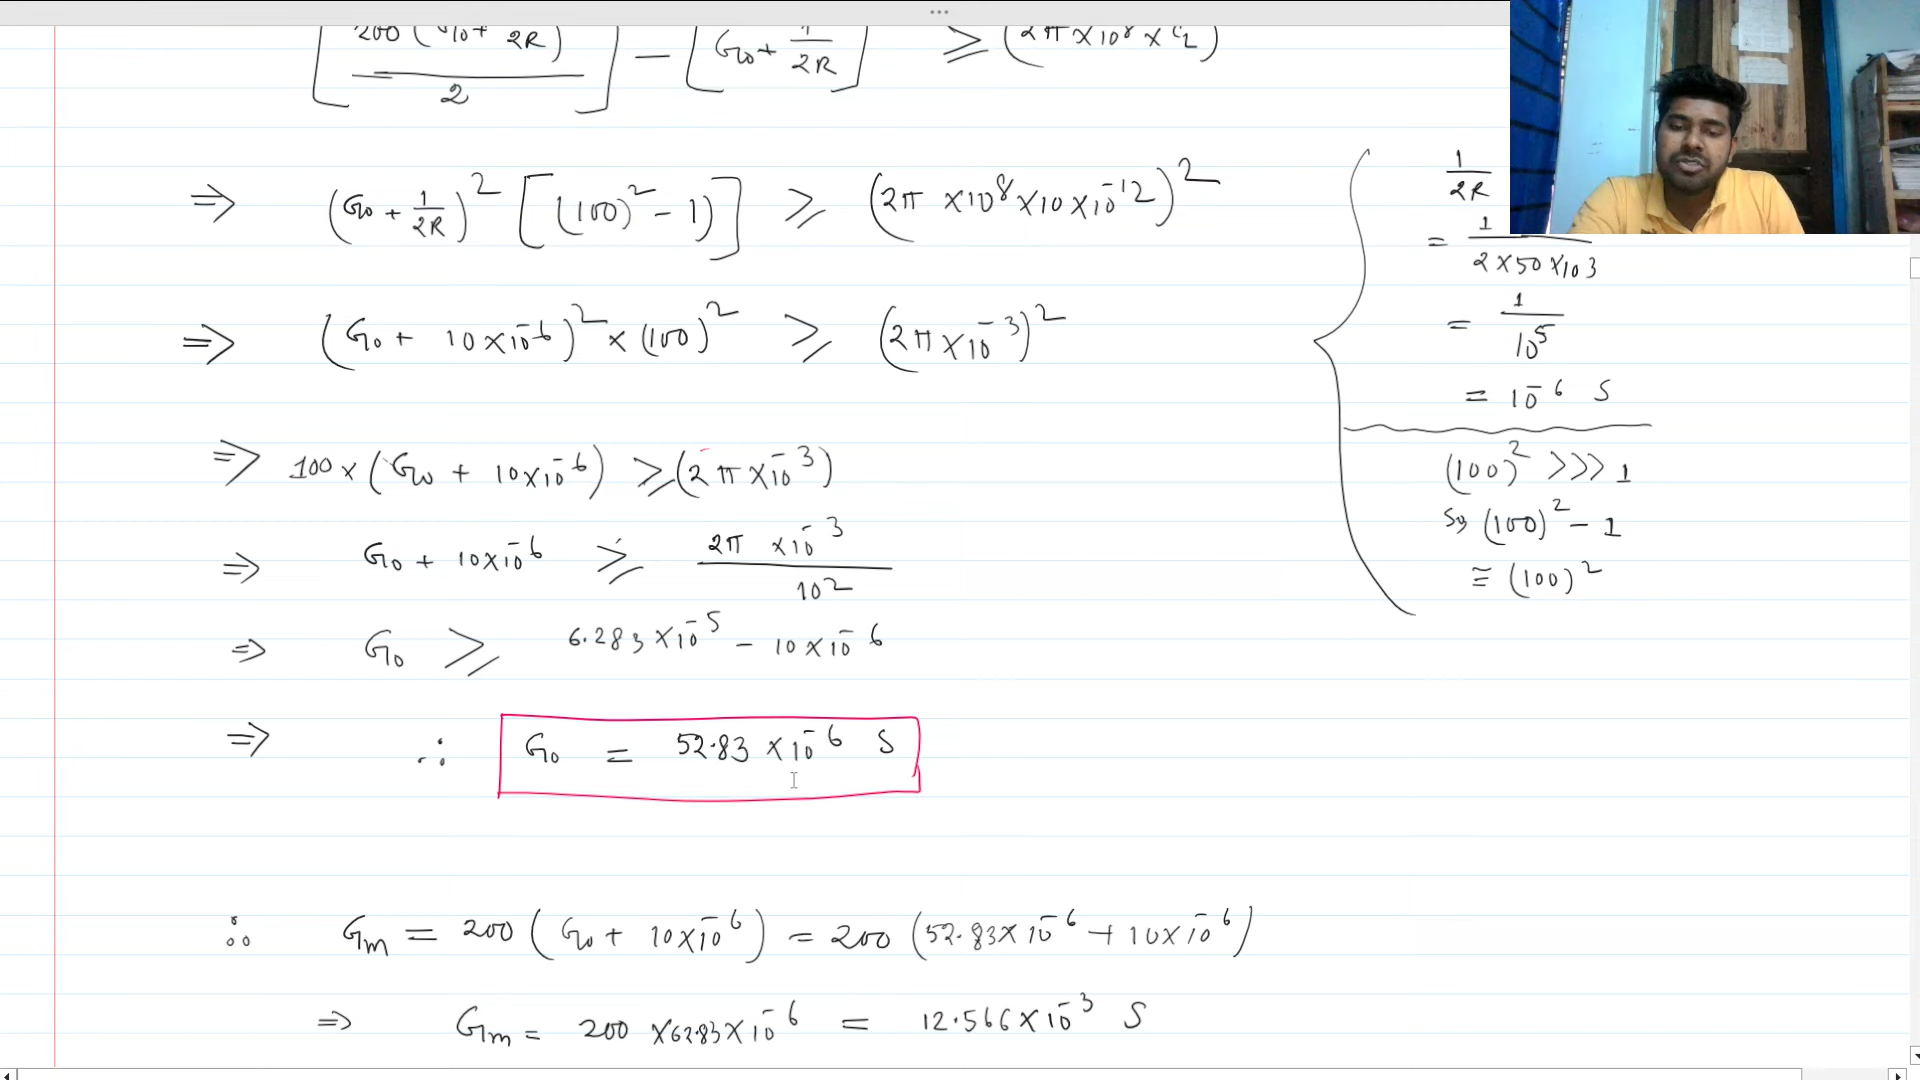 [200 (G₀ + 1/2R) / 2] − [G₀ + 1/2R] ⩾ (2π × 10⁸ × C₂)
⇒ (G₀ + 1/2R)² [(100)² − 1)] ⩾ (2π × 10⁸ × 10 × 10⁻¹²)²
⇒ (G₀ + 10 × 10⁻⁶)² × (100)² ⩾ (2π × 10⁻³)²
⇒ 100 × (G₀ + 10 × 10⁻⁶) ⩾ (2π × 10⁻³)
⇒ G₀ + 10 × 10⁻⁶ ⩾ 2π × 10⁻³ / 10²
⇒ G₀ ⩾ 6.283 × 10⁻⁵ − 10 × 10⁻⁶
⇒ ∴ G₀ = 52.83 × 10⁻⁶ S
∴ Gm = 200 (G₀ + 10 × 10⁻⁶) = 200 (52.83 × 10⁻⁶ + 10 × 10⁻⁶)
⇒ Gm = 200 × 62.83 × 10⁻⁶ = 12.566 × 10⁻³ S
1/2R
= 1/2 × 50 × 10³
= 1/10⁵
= 10⁻⁶ S
(100)² >>> 1
So (100)² − 1
≅ (100)²